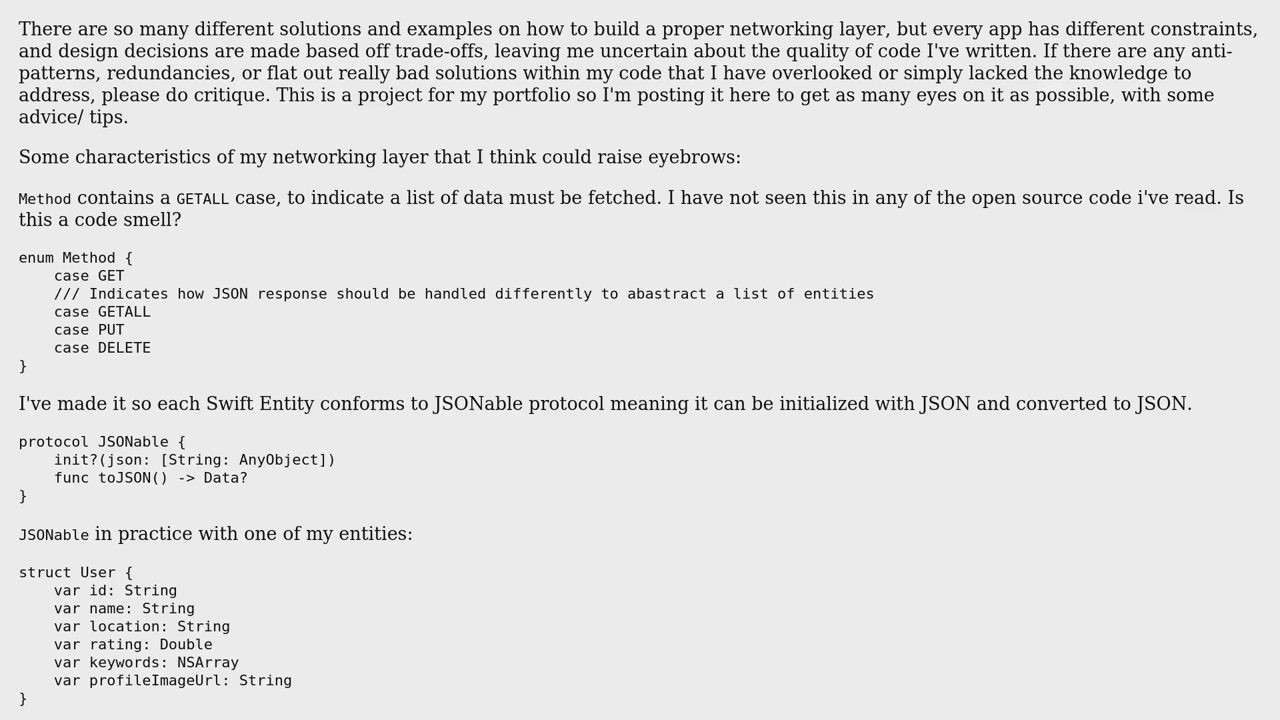 There are so many different solutions and examples on how to build a proper networking layer, but every app has different constraints,
and design decisions are made based off trade-offs, leaving me uncertain about the quality of code I've written. If there are any anti-
patterns, redundancies, or flat out really bad solutions within my code that I have overlooked or simply lacked the knowledge to
address, please do critique. This is a project for my portfolio so I'm posting it here to get as many eyes on it as possible, with some
advice/ tips.
Some characteristics of my networking layer that I think could raise eyebrows:
Method contains a GETALL case, to indicate a list of data must be fetched. I have not seen this in any of the open source code i've read. Is
this a code smell?
enum Method {
    case GET
    /// Indicates how JSON response should be handled differently to abastract a list of entities
    case GETALL
    case PUT
    case DELETE
}
I've made it so each Swift Entity conforms to JSONable protocol meaning it can be initialized with JSON and converted to JSON.
protocol JSONable {
    init?(json: [String: AnyObject])
    func toJSON() -> Data?
}
JSONable in practice with one of my entities:
struct User {
    var id: String
    var name: String
    var location: String
    var rating: Double
    var keywords: NSArray
    var profileImageUrl: String
}